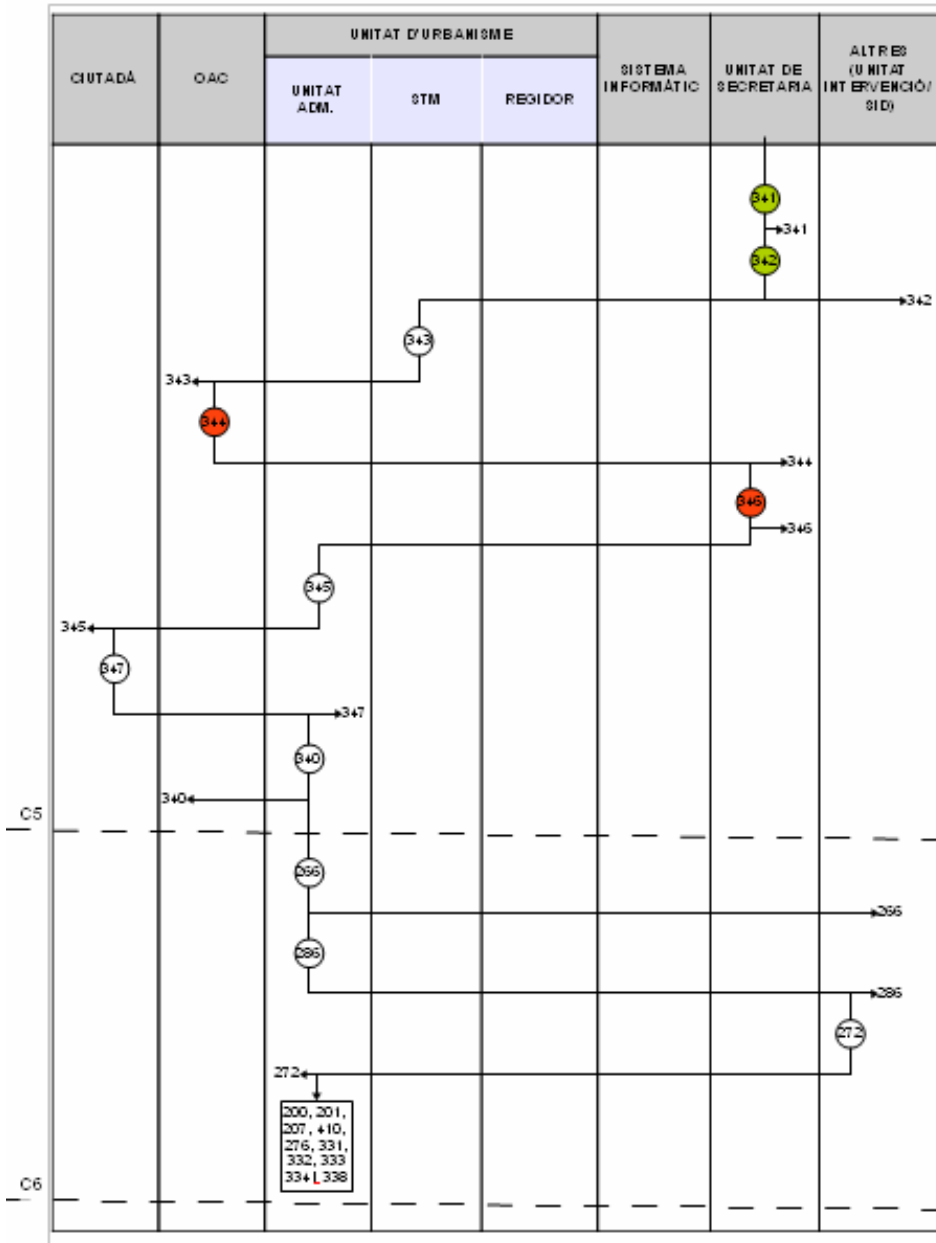 UNITAT D'URBANISME
CIUTADÀ
OAC
UNITAT
ADM.
STM
REGIDOR
SISTEMA
INFORMÀTIC
UNITAT DE
SECRETARIA
ALTRES
(UNITAT
INTERVENCIÓ/
SID)
341
341
342
342
343
343
344
344
346
346
345
345
347
347
340
340
C5
266
266
286
286
272
272
200, 201,
207, 410,
276, 331,
332, 333
334 338
C6